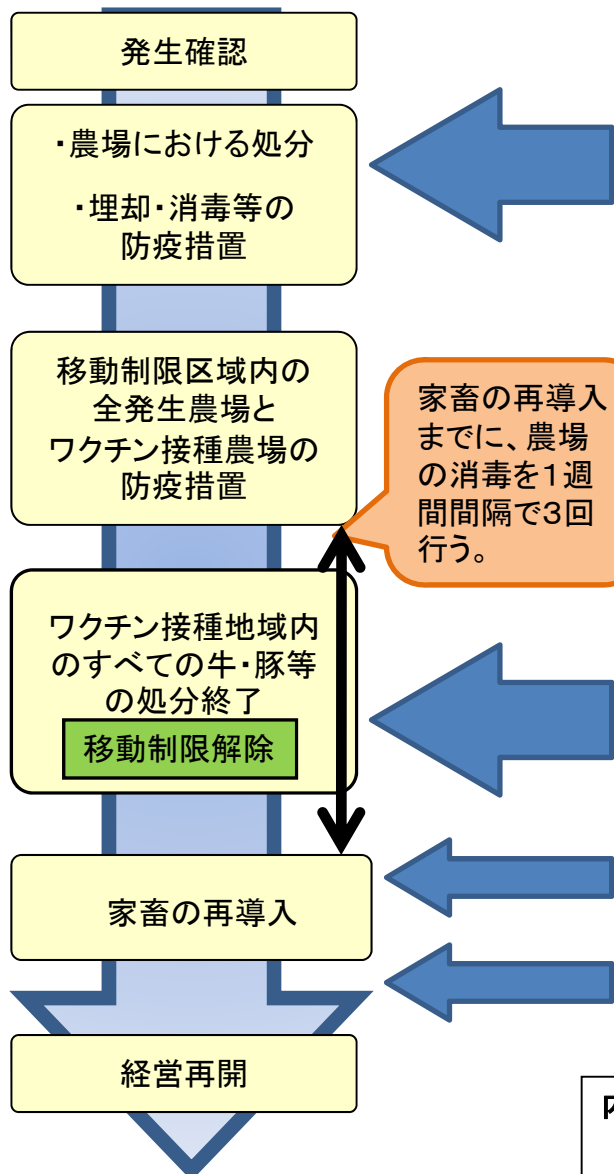 発生確認
・農場における処分
・埋却・消毒等の
防疫措置
移動制限区域内の
全発生農場と
ワクチン接種農場の
防疫措置
家畜の再導入
までに、農場
の消毒を1週
間間隔で3回
行う。
ワクチン接種地域内
のすべての牛・豚等
の処分終了
移動制限解除
家畜の再導入
経営再開